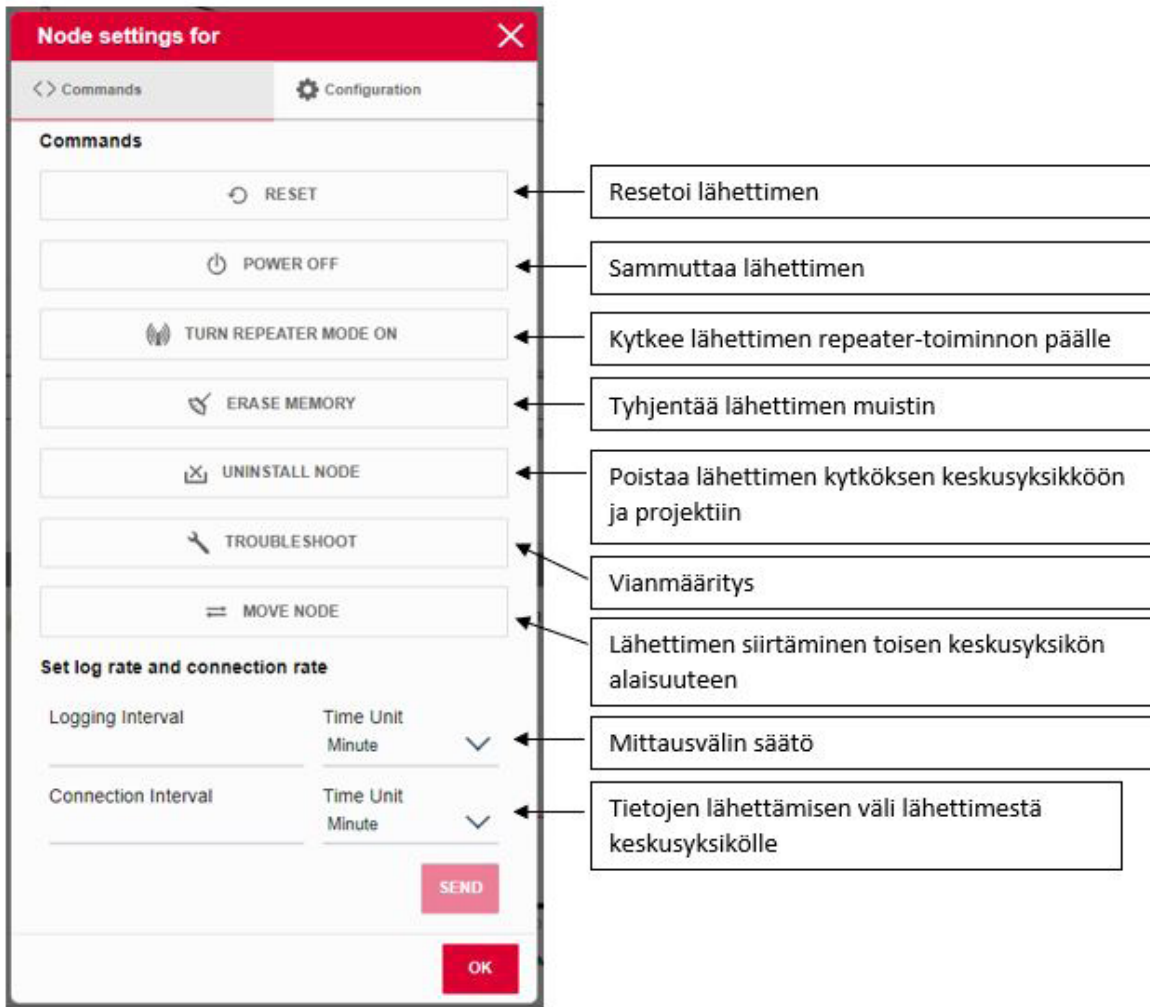 Node settings for
Commands
Configuration
Commands
RESET
Resetoi lähettimen
POWER OFF
Sammuttaa lähettimen
TURN REPEATER MODE ON
Kytkee lähettimen repeater-toiminnon päälle
ERASE MEMORY
Tyhjentää lähettimen muistin
UNINSTALL NODE
Poistaa lähettimen kytköksen keskusyksikköön
ja projektiin
TROUBLESHOOT
Vianmääritys
MOVE NODE
Lähettimen siirtäminen toisen keskusyksikön
alaisuuteen
Set log rate and connection rate
Logging Interval
Time Unit
Minute
Mittausvälin säätö
Connection Interval
Time Unit
Minute
Tietojen lähettämisen väli lähettimestä
keskusyksikölle
SEND
OK